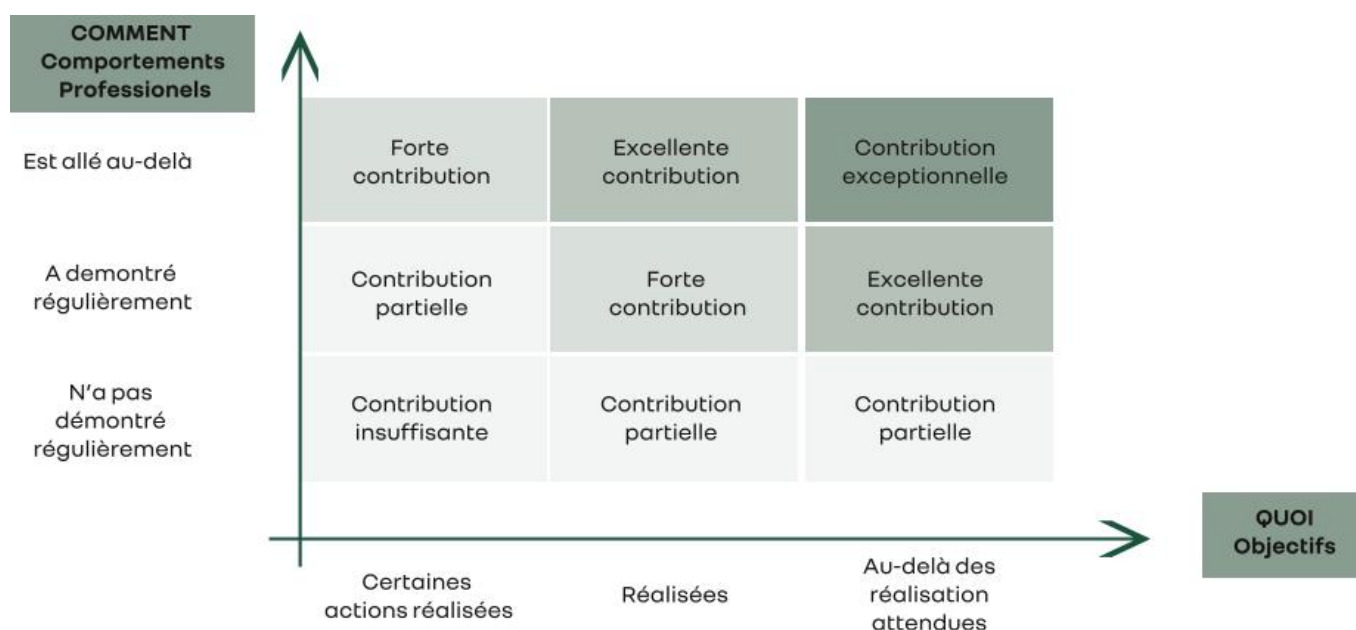 COMMENT
Comportements
Professionels
Est allé au-delà
Forte
contribution
Excellente
contribution
Contribution
exceptionnelle
A demontré
régulièrement
Contribution
partielle
Forte
contribution
Excellente
contribution
N'a pas
démontré
régulièrement
Contribution
insuffisante
Contribution
partielle
Contribution
partielle
QUOI
Objectifs
Certaines
actions réalisées
Réalisées
Au-delà des
réalisation
attendues